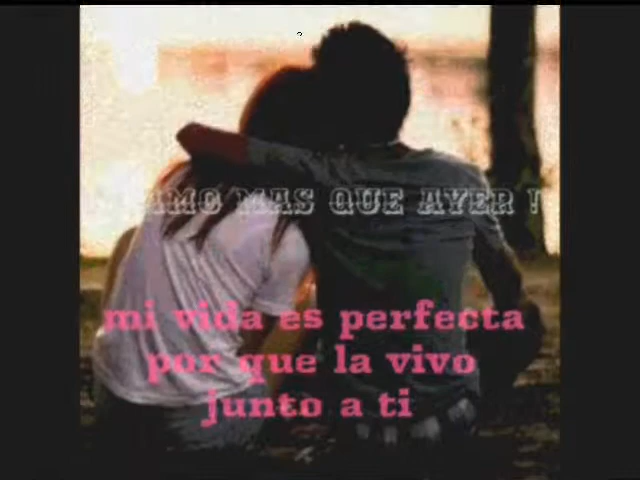 AMO MAS QUE AYER !
mi vida es perfecta
por que la vivo
junto a ti